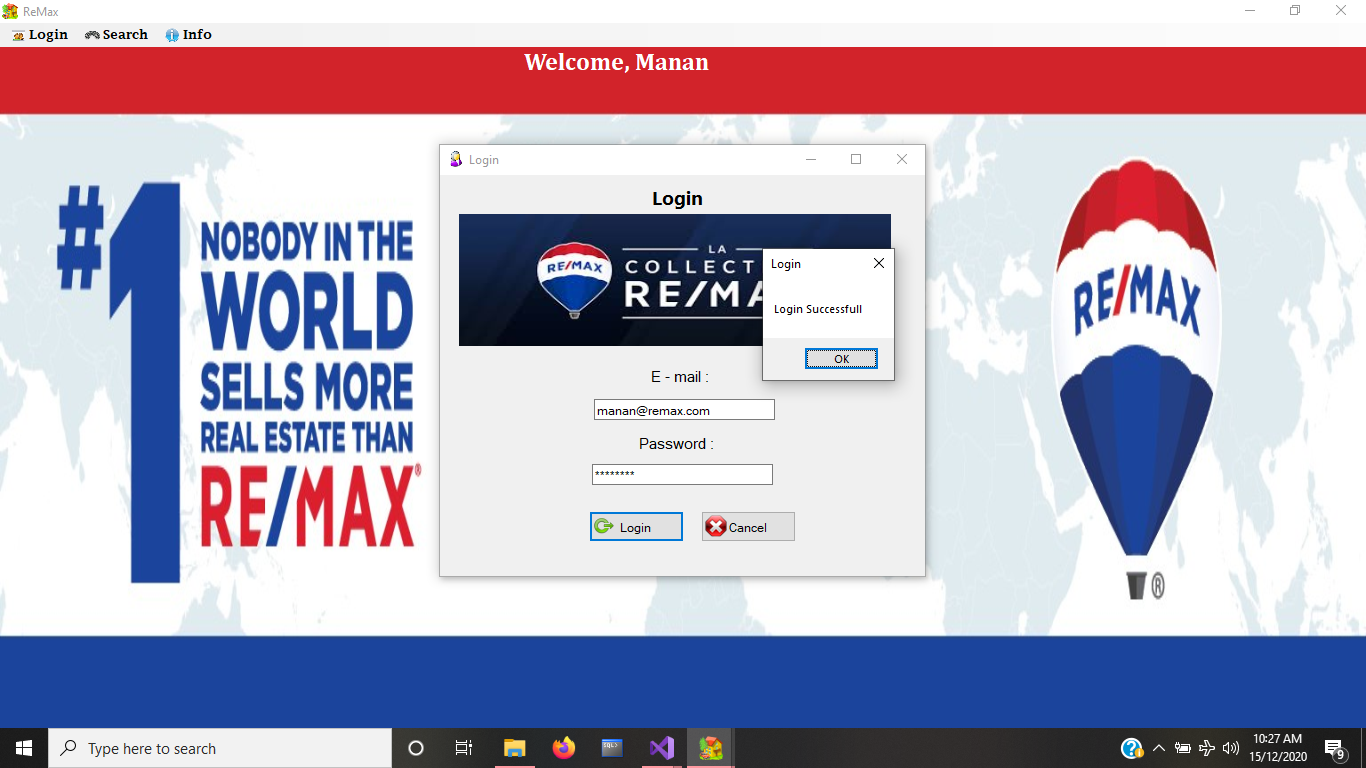 ReMax
Login Search Info
Welcome, Manan
#1
NOBODY IN THE
WORLD
SELLS MORE
REAL ESTATE THAN
RE/MAX®
Login
Login
RE/MAX
LA
COLLECT
RE/MA
Login
Login Successfull
OK
E - mail :
manan@remax.com
Password :
********
Login
Cancel
RE/MAX
®
Type here to search
SQL>
10:27 AM
15/12/2020
9